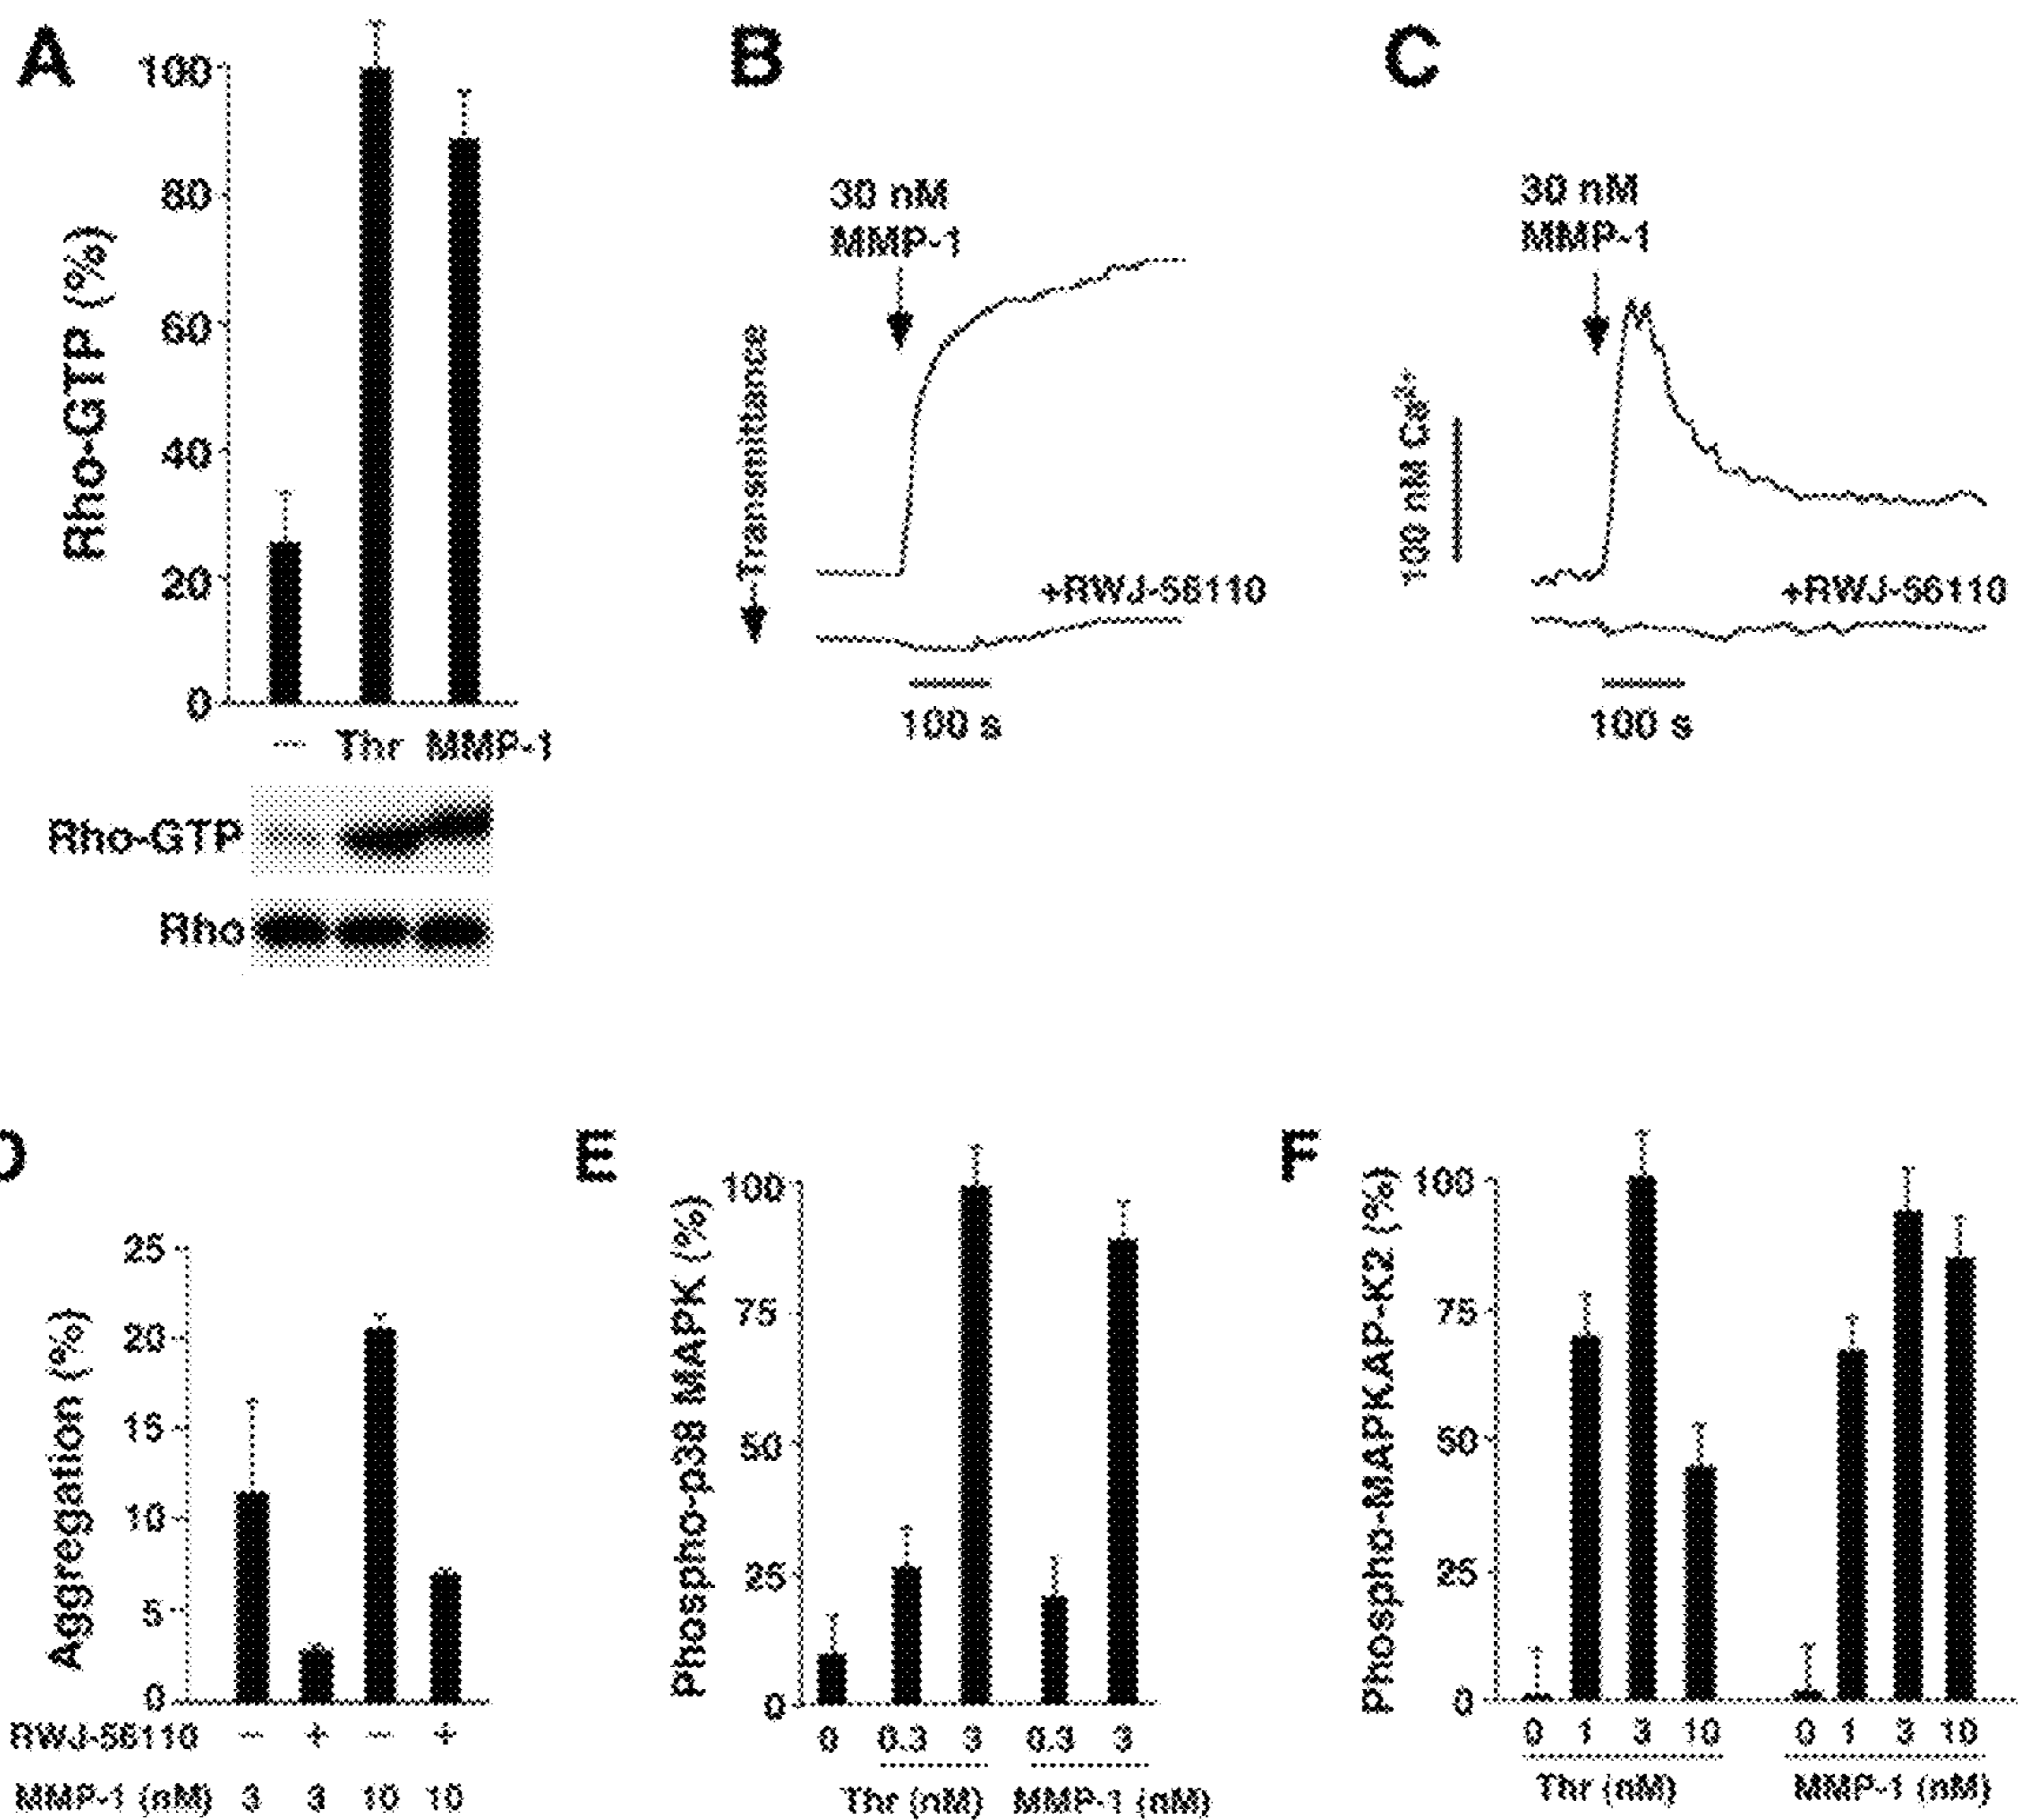 A
100
80
60
40
20
0
Rho-GTP (%)
– Thr MMP-1
Rho-GTP
Rho
B
30 nM
MMP-1
Transmittance
+RWJ-56110
100 s
C
30 nM
MMP-1
100 nM Ca²⁺
+RWJ-56110
100 s
D
25
20
15
10
5
0
Aggregation (%)
RWJ-56110 – + – +
MMP-1 (nM) 3 3 10 10
E
100
75
50
25
0
Phospho-p38 MAPK (%)
0 0.3 3 0.3 3
Thr (nM) MMP-1 (nM)
F
100
75
50
25
0
Phospho-MAPKAP-K2 (%)
0 1 3 10 0 1 3 10
Thr (nM) MMP-1 (nM)